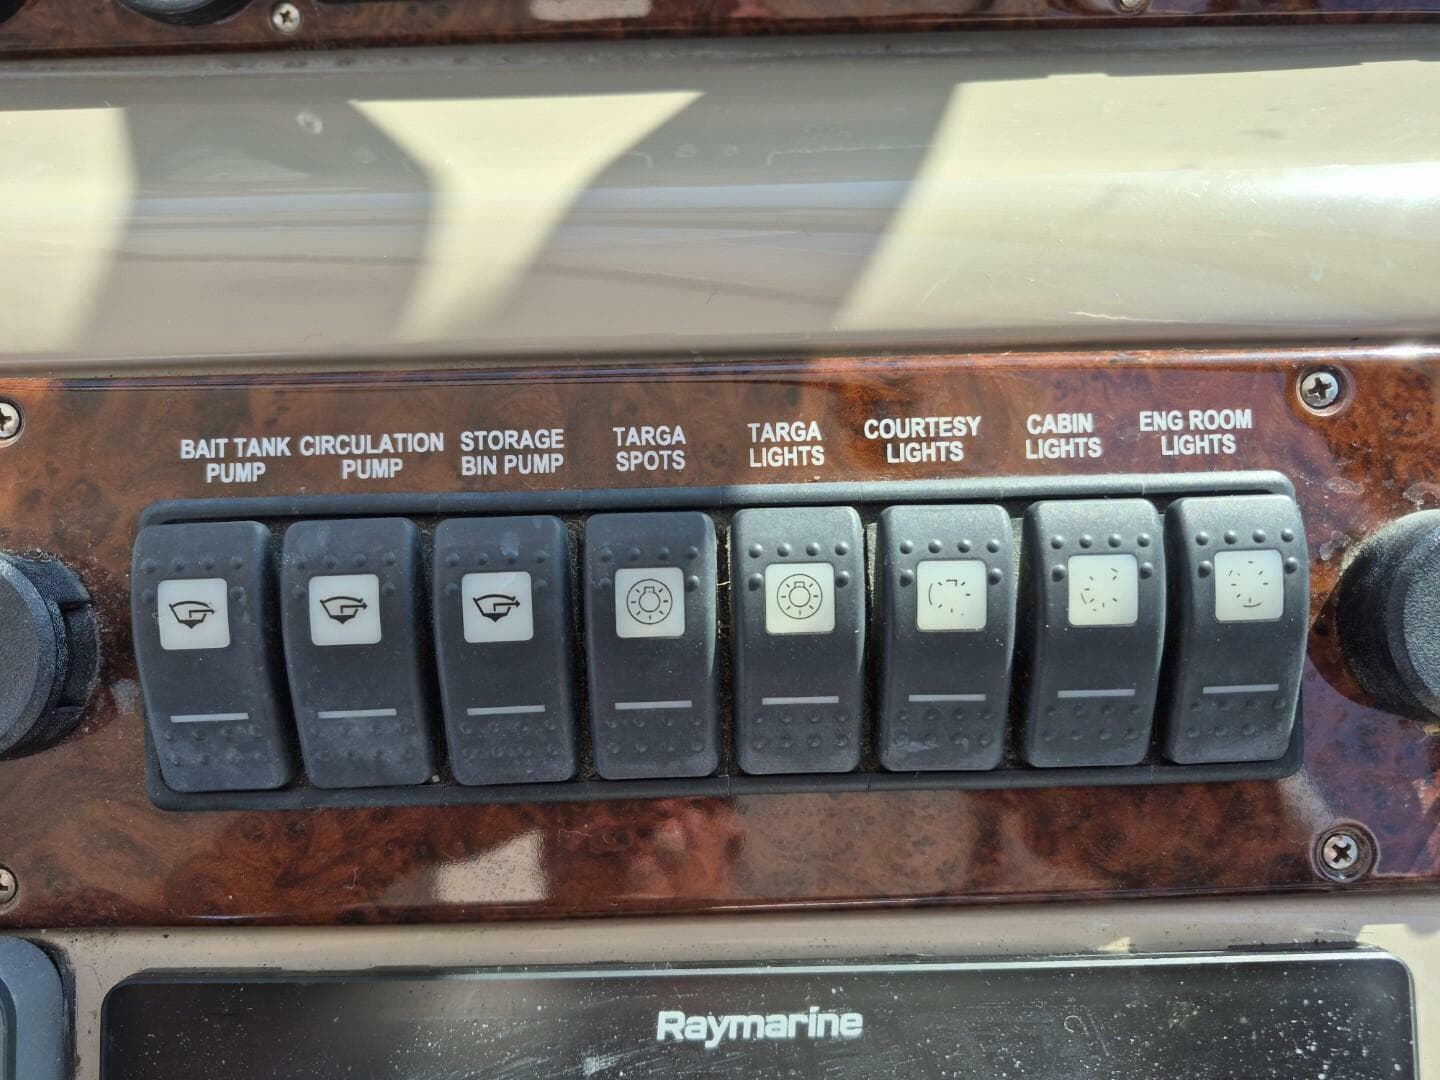 BAIT TANK
PUMP
CIRCULATION
PUMP
STORAGE
BIN PUMP
TARGA
SPOTS
TARGA
LIGHTS
COURTESY
LIGHTS
CABIN
LIGHTS
ENG ROOM
LIGHTS
Raymarine